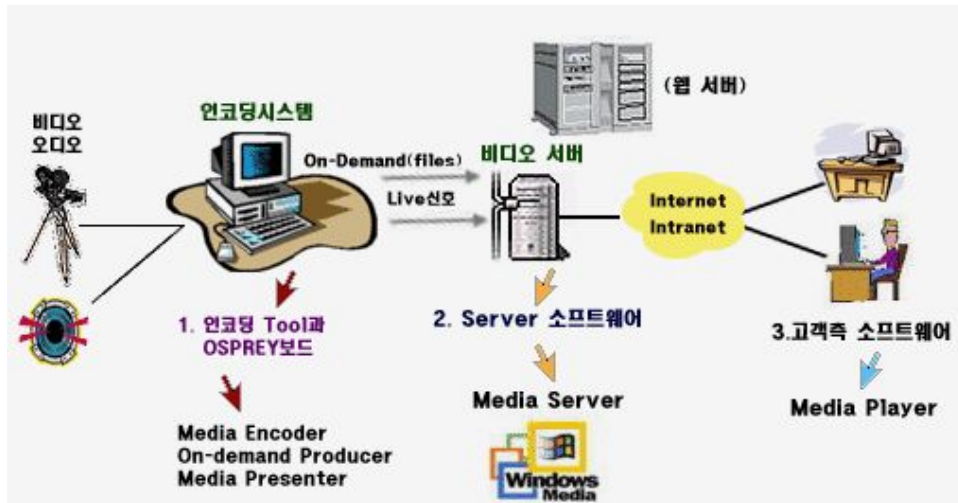 (웹 서버)
인코딩시스템
비디오
오디오
On-Demand(files)
비디오 서버
Live신호
Internet
Intranet
1. 인코딩 Tool과
OSPREY보드
2. Server 소프트웨어
3.고객측 소프트웨어
Media Server
Media Player
Media Encoder
On-demand Producer
Media Presenter
Windows
Media